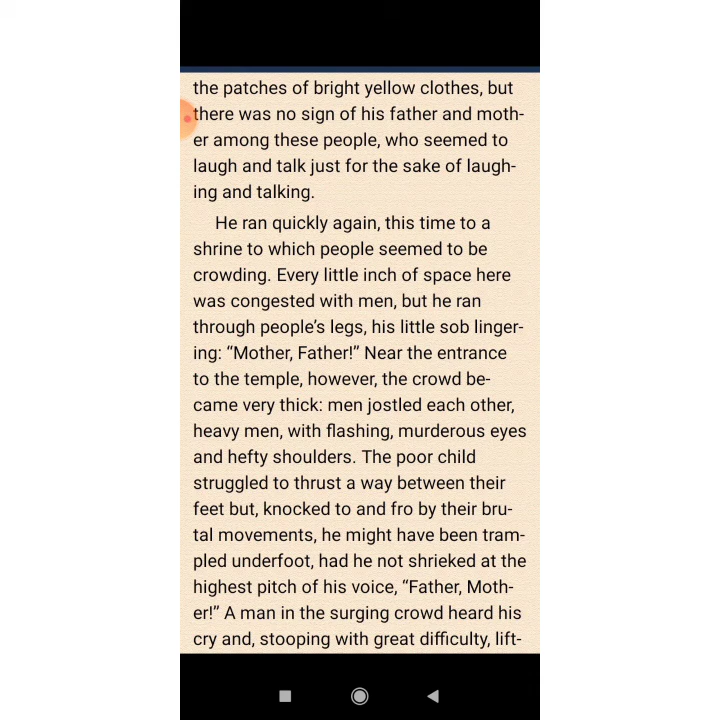 the patches of bright yellow clothes, but
there was no sign of his father and moth-
er among these people, who seemed to
laugh and talk just for the sake of laugh-
ing and talking.
He ran quickly again, this time to a
shrine to which people seemed to be
crowding. Every little inch of space here
was congested with men, but he ran
through people’s legs, his little sob linger-
ing: “Mother, Father!” Near the entrance
to the temple, however, the crowd be-
came very thick: men jostled each other,
heavy men, with flashing, murderous eyes
and hefty shoulders. The poor child
struggled to thrust a way between their
feet but, knocked to and fro by their bru-
tal movements, he might have been tram-
pled underfoot, had he not shrieked at the
highest pitch of his voice, “Father, Moth-
er!” A man in the surging crowd heard his
cry and, stooping with great difficulty, lift-